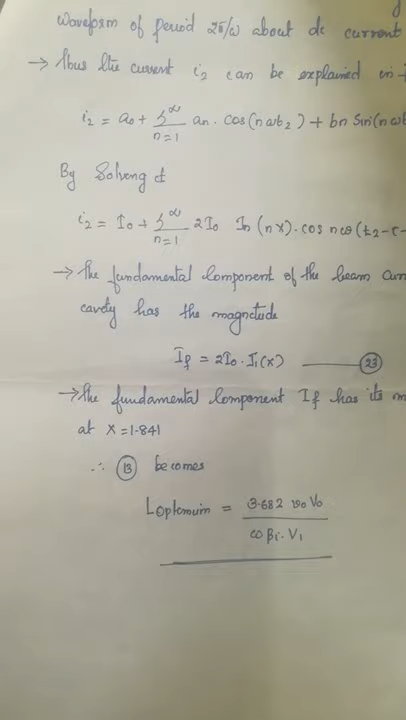 Waveform of period 2π/ω about dc current
→ Thus the current i₂ can be explained in
i₂ = a₀ + Σ^∞_{n=1} an. cos(nωt₂) + bn Sin(nωt
By Solving it
i₂ = I₀ + Σ^∞_{n=1} 2I₀ Jn (nx). cos nω(t₂-τ-
→ The fundamental Component of the beam curr
cavity has the magnitude
If = 2I₀. J₁(x) ——— (23)
→ The fundamental component If has its m
at x = 1.841
∴ (13) becomes
Loptimum = 3.682 νo Vo / ω βi. V₁